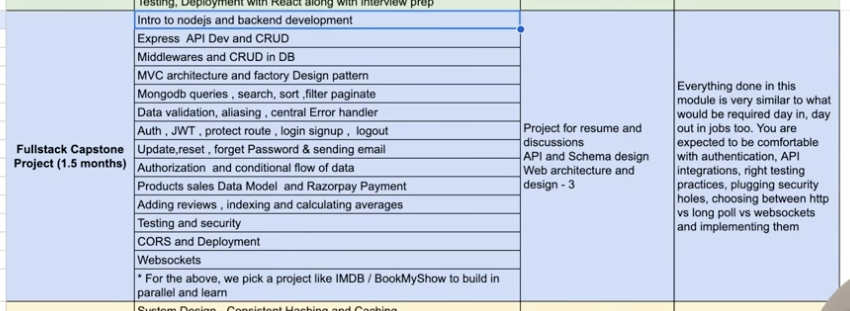 Testing, Deployment with React along with interview prep
Intro to nodejs and backend development
Express  API Dev and CRUD
Middlewares and CRUD in DB
MVC architecture and factory Design pattern
Mongodb queries , search, sort ,filter paginate
Data validation, aliasing , central Error handler
Auth , JWT , protect route , login signup ,  logout
Update,reset , forget Password & sending email
Authorization  and conditional flow of data
Products sales Data Model  and Razorpay Payment
Adding reviews , indexing and calculating averages
Testing and security
CORS and Deployment
Websockets
* For the above, we pick a project like IMDB / BookMyShow to build in
parallel and learn
Fullstack Capstone
Project (1.5 months)
Project for resume and
discussions
API and Schema design
Web architecture and
design - 3
Everything done in this
module is very similar to what
would be required day in, day
out in jobs too. You are
expected to be comfortable
with authentication, API
integrations, right testing
practices, plugging security
holes, choosing between http
vs long poll vs websockets
and implementing them
System Design - Consistent Hashing and Caching